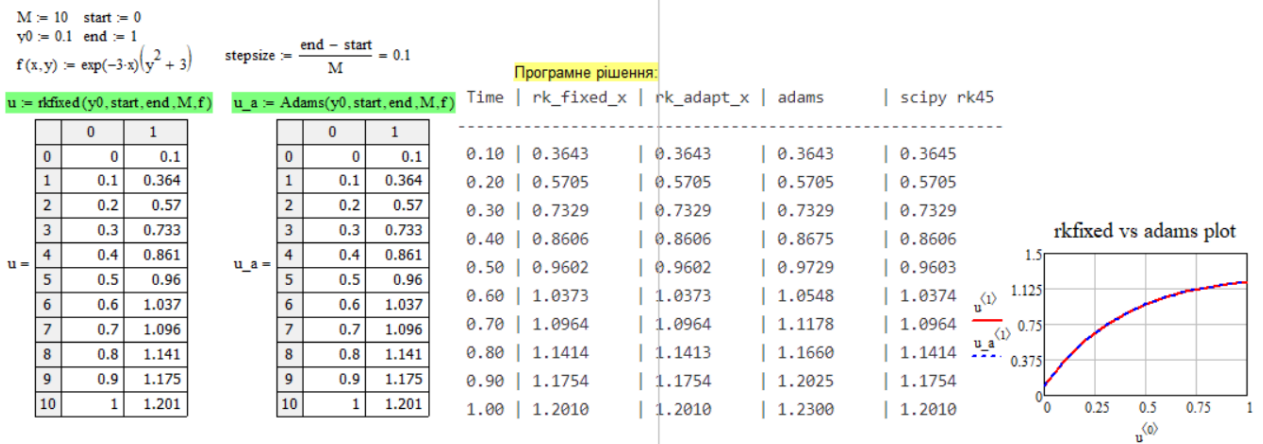 M := 10 start := 0
y0 := 0.1 end := 1
f(x,y) := exp(−3·x)(y² + 3)
stepsize := (end − start)/M = 0.1
u := rkfixed(y0,start,end,M,f)
u_a := Adams(y0,start,end,M,f)
u =
0 1
0 0 0.1
1 0.1 0.364
2 0.2 0.57
3 0.3 0.733
4 0.4 0.861
5 0.5 0.96
6 0.6 1.037
7 0.7 1.096
8 0.8 1.141
9 0.9 1.175
10 1 1.201
u_a =
0 1
0 0 0.1
1 0.1 0.364
2 0.2 0.57
3 0.3 0.733
4 0.4 0.861
5 0.5 0.96
6 0.6 1.037
7 0.7 1.096
8 0.8 1.141
9 0.9 1.175
10 1 1.201
Програмне рішення:
Time | rk_fixed_x | rk_adapt_x | adams | scipy rk45
------------------------------------------------------------
0.10 | 0.3643 | 0.3643 | 0.3643 | 0.3645
0.20 | 0.5705 | 0.5705 | 0.5705 | 0.5705
0.30 | 0.7329 | 0.7329 | 0.7329 | 0.7329
0.40 | 0.8606 | 0.8606 | 0.8675 | 0.8606
0.50 | 0.9602 | 0.9602 | 0.9729 | 0.9603
0.60 | 1.0373 | 1.0373 | 1.0548 | 1.0374
0.70 | 1.0964 | 1.0964 | 1.1178 | 1.0964
0.80 | 1.1414 | 1.1413 | 1.1660 | 1.1414
0.90 | 1.1754 | 1.1754 | 1.2025 | 1.1754
1.00 | 1.2010 | 1.2010 | 1.2300 | 1.2010
rkfixed vs adams plot
1.5
1.125
0.75
0.375
0
u⟨1⟩
u_a⟨1⟩
0 0.25 0.5 0.75 1
u⟨0⟩